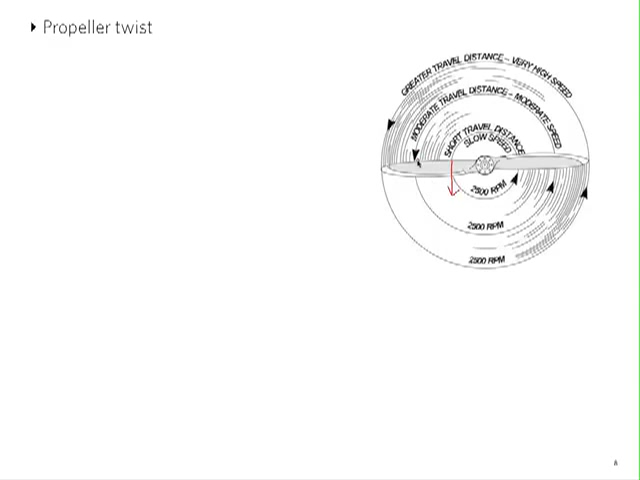 Propeller twist
GREATER TRAVEL DISTANCE – VERY HIGH SPEED
MODERATE TRAVEL DISTANCE – MODERATE SPEED
SHORT TRAVEL DISTANCE
SLOW SPEED
2500 RPM
2500 RPM
2500 RPM